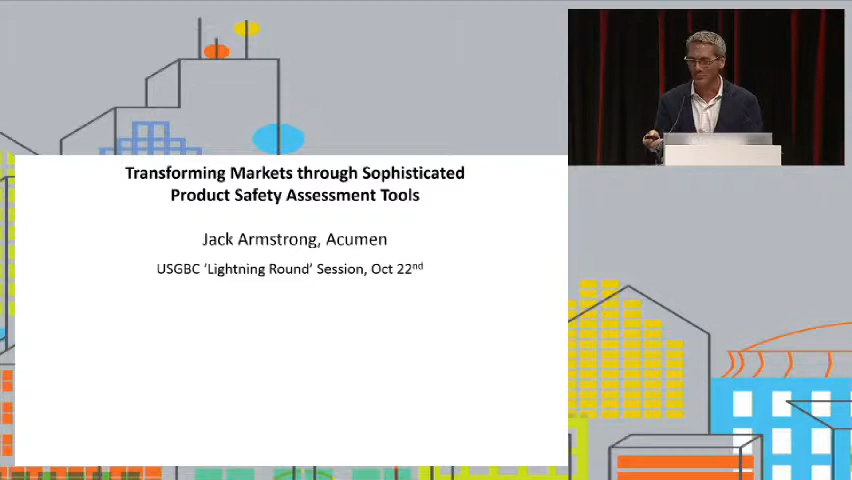 Transforming Markets through Sophisticated
Product Safety Assessment Tools
Jack Armstrong, Acumen
USGBC ‘Lightning Round’ Session, Oct 22nd